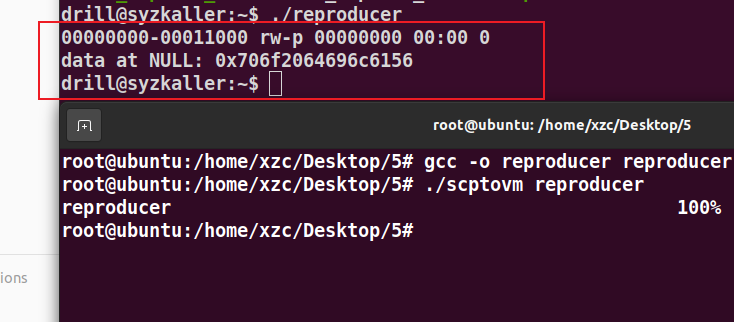 drill@syzkaller:~$ ./reproducer
00000000-00011000 rw-p 00000000 00:00 0
data at NULL: 0x706f2064696c6156
drill@syzkaller:~$
root@ubuntu: /home/xzc/Desktop/5
root@ubuntu:/home/xzc/Desktop/5# gcc -o reproducer reproducer
root@ubuntu:/home/xzc/Desktop/5# ./scptovm reproducer
reproducer 100%
root@ubuntu:/home/xzc/Desktop/5#
ions